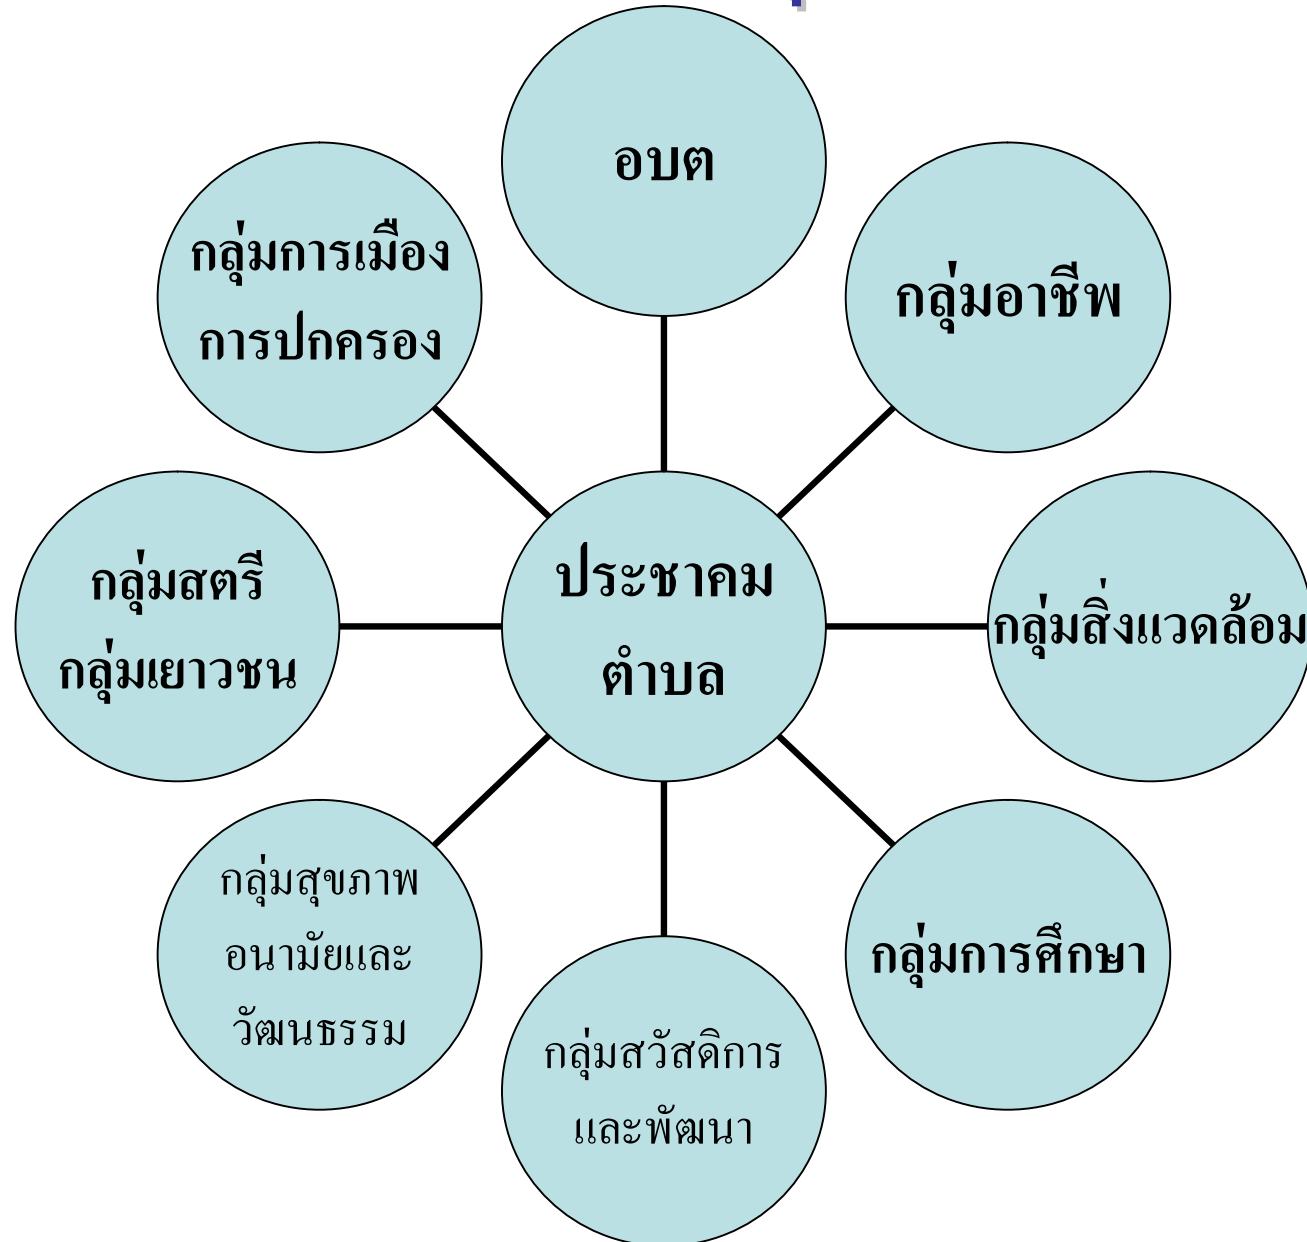 อบต
กลุ่มการเมือง
การปกครอง
กลุ่มอาชีพ
กลุ่มสตรี
กลุ่มเยาวชน
ประชาคม
ตำบล
กลุ่มสิ่งแวดล้อม
กลุ่มสุขภาพ
อนามัยและ
วัฒนธรรม
กลุ่มการศึกษา
กลุ่มสวัสดิการ
และพัฒนา